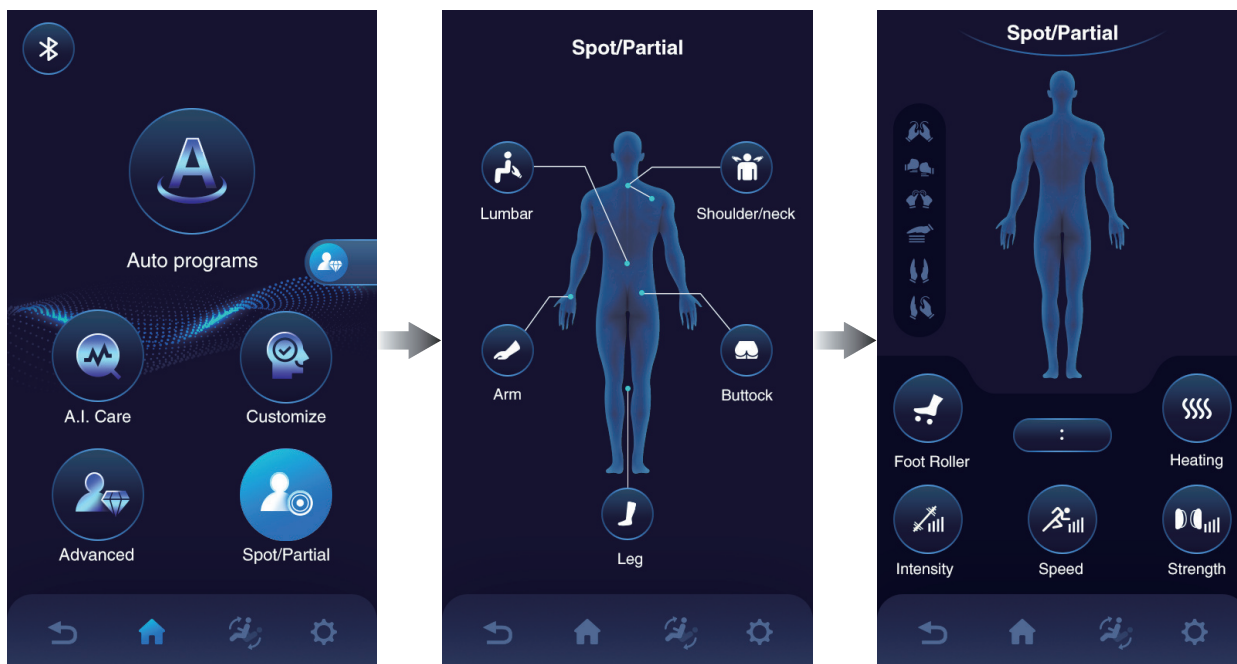 A
Auto programs
A.I. Care
Customize
Advanced
Spot/Partial
Spot/Partial
Lumbar
Shoulder/neck
Arm
Buttock
Leg
Spot/Partial
:
Foot Roller
Heating
Intensity
Speed
Strength